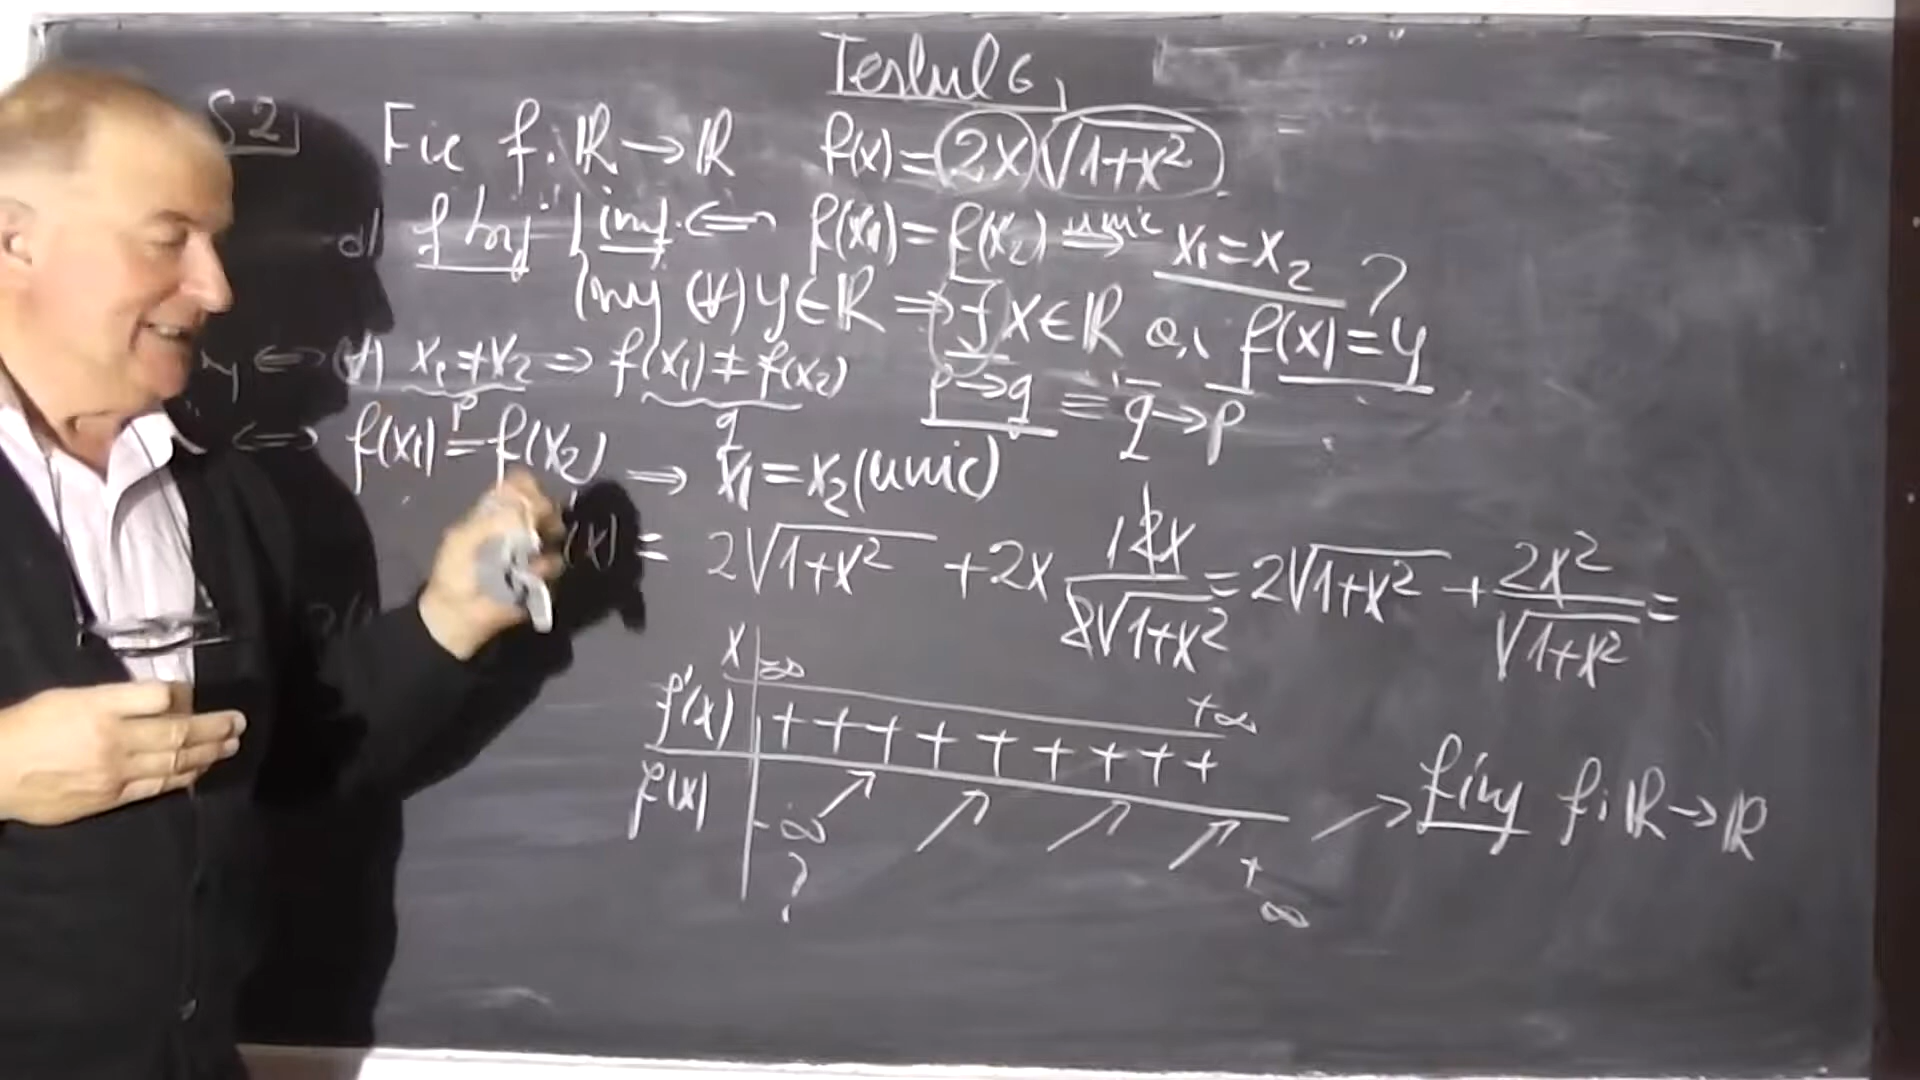 Testul 6,
S2 Fie f: ℝ→ℝ f(x)=2x√(1+x²)
a) f bij { inj. ⇐⇒ f(x₁)=f(x₂) unic⟹ x₁=x₂ ?
surj (∀) y∈ℝ ⟹ ∃ x∈ℝ a.i f(x)=y
⇐⇒ (∀) x₁≠x₂ ⟹ f(x₁)≠f(x₂) p→q ≡ q̄→p̄
p q
⇐⇒ f(x₁)=f(x₂) ⟹ x₁=x₂ (unic)
(x) = 2√(1+x²) + 2x 1·2x/(2√(1+x²)) = 2√(1+x²) + 2x²/√(1+x²) =
x -∞ +∞
f'(x) + + + + + + + + +
f(x) -∞ ↗ ↗ ↗ ↗ +∞ → f inj f: ℝ→ℝ
?